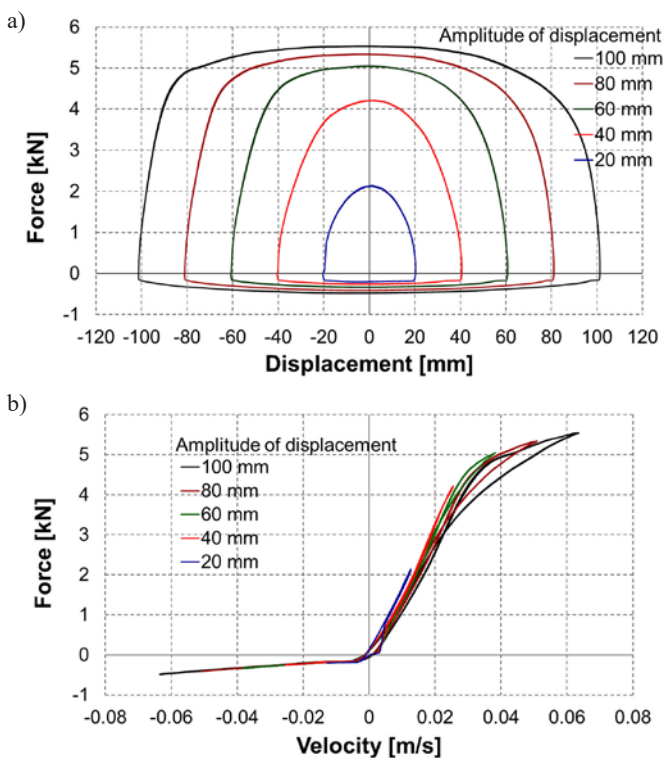 a)
Amplitude of displacement
100 mm
80 mm
60 mm
40 mm
20 mm
6
5
4
3
2
1
0
-1
Force [kN]
-120 -100 -80 -60 -40 -20 0 20 40 60 80 100 120
Displacement [mm]
b)
Amplitude of displacement
100 mm
80 mm
60 mm
40 mm
20 mm
6
5
4
3
2
1
0
-1
Force [kN]
-0.08 -0.06 -0.04 -0.02 0 0.02 0.04 0.06 0.08
Velocity [m/s]